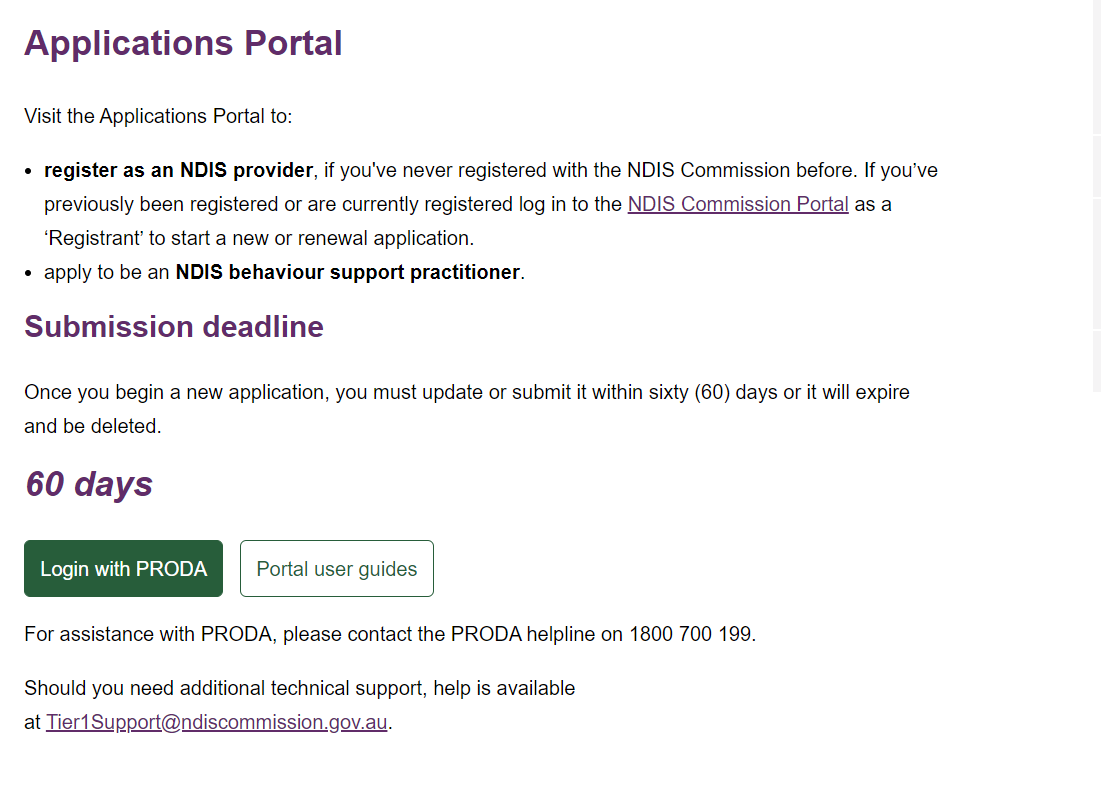 Applications Portal
Visit the Applications Portal to:
• register as an NDIS provider, if you've never registered with the NDIS Commission before. If you’ve
previously been registered or are currently registered log in to the NDIS Commission Portal as a
‘Registrant’ to start a new or renewal application.
• apply to be an NDIS behaviour support practitioner.
Submission deadline
Once you begin a new application, you must update or submit it within sixty (60) days or it will expire
and be deleted.
60 days
Login with PRODA Portal user guides
For assistance with PRODA, please contact the PRODA helpline on 1800 700 199.
Should you need additional technical support, help is available
at Tier1Support@ndiscommission.gov.au.